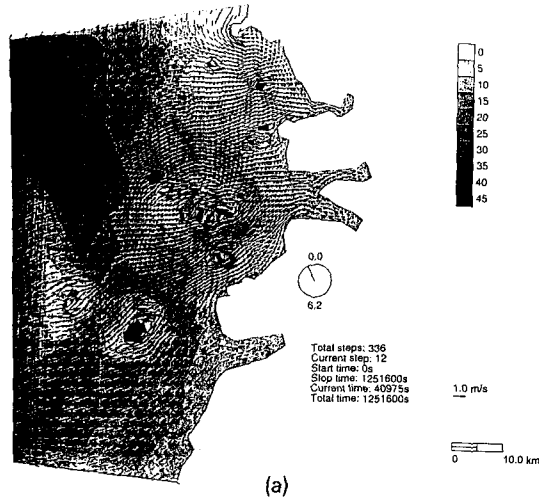 0
5
10
15
20
25
30
35
40
45
0.0
6.2
Total steps: 336
Current step: 12
Start time: 0s
Stop time: 1251600s
Current time: 40975s
Total time: 1251600s
1.0 m/s
0 10.0 km
(a)